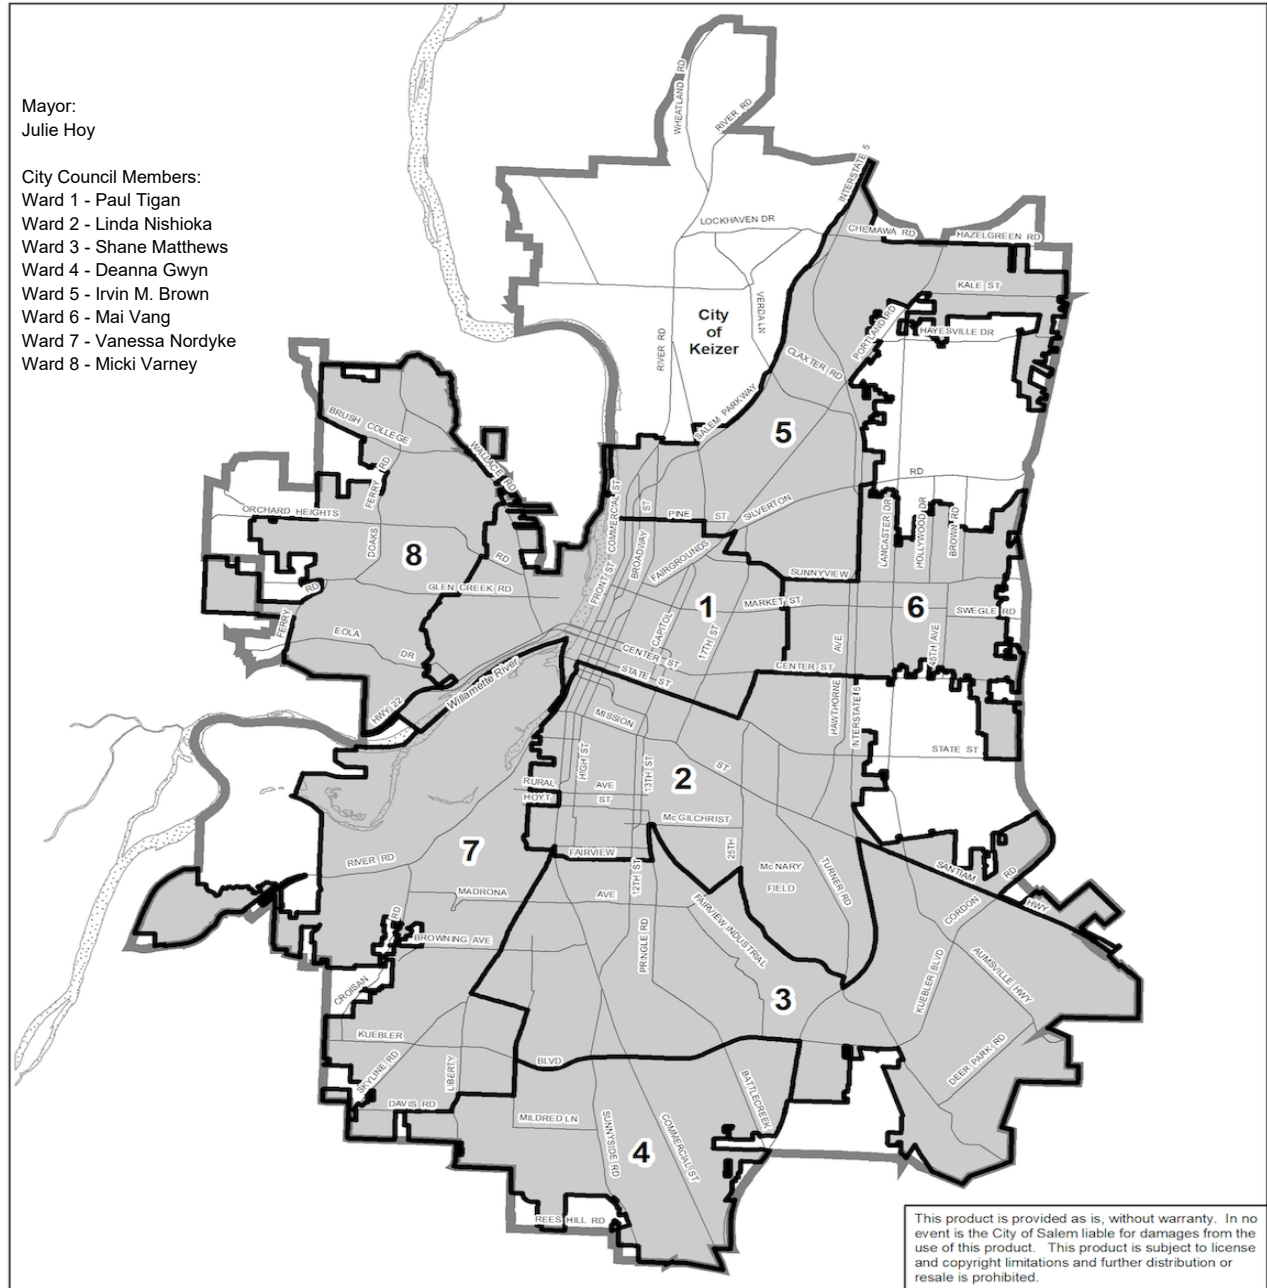 Mayor:
Julie Hoy
City Council Members:
Ward 1 - Paul Tigan
Ward 2 - Linda Nishioka
Ward 3 - Shane Matthews
Ward 4 - Deanna Gwyn
Ward 5 - Irvin M. Brown
Ward 6 - Mai Vang
Ward 7 - Vanessa Nordyke
Ward 8 - Micki Varney
WHEATLAND RD
RIVER RD
INTERSTATE 5
LOCKHAVEN DR
CHEMAWA RD
HAZELGREEN RD
KALE ST
VERDA LN
City
of
Keizer
RIVER RD
PORTLAND RD
HAYESVILLE DR
CLAXTER RD
SALEM PARKWAY
5
BRUSH COLLEGE
RD
WALLACE RD
FERRY
RD
ORCHARD HEIGHTS
RD
DOAKS
8
COMMERCIAL ST
ST
BROADWAY
PINE ST
SILVERTON
LANCASTER DR
HOLLYWOOD DR
BROWN RD
FAIRGROUNDS
SUNNYVIEW
FRONT ST
GLEN CREEK RD
RD
FERRY
1
MARKET ST
6
SWEGLE RD
CAPITOL
17TH ST
45TH AVE
AVE
EOLA
DR
CENTER ST
CENTER ST
STATE ST
HWY 22
Willamette River
HAWTHORNE
INTERSTATE 5
MISSION
ST
STATE ST
HIGH ST
13TH ST
2
RURAL
AVE
HOYT
ST
McGILCHRIST
FAIRVIEW
25TH
McNARY
FIELD
TURNER RD
7
RIVER RD
12TH ST
SANTIAM
HWY
CORDON
RD
MADRONA
AVE
FAIRVIEW INDUSTRIAL
RD
BROWNING AVE
PRINGLE RD
KUEBLER BLVD
AUMSVILLE HWY
CROISAN
3
KUEBLER
BLVD
SKYLINE RD
LIBERTY
DEER PARK RD
BATTLECREEK
DAVIS RD
MILDRED LN
SUNNYSIDE RD
COMMERCIAL ST
4
REES HILL RD
This product is provided as is, without warranty. In no
event is the City of Salem liable for damages from the
use of this product. This product is subject to license
and copyright limitations and further distribution or
resale is prohibited.